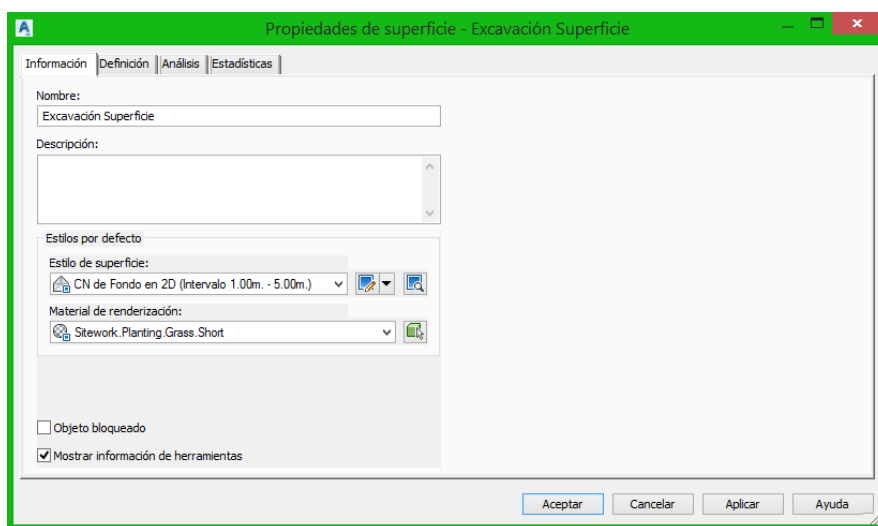 Propiedades de superficie - Excavación Superficie
Información Definición Análisis Estadísticas
Nombre:
Excavación Superficie
Descripción:
Estilos por defecto
Estilo de superficie:
CN de Fondo en 2D (Intervalo 1.00m. - 5.00m.)
Material de renderización:
Sitework.Planting.Grass.Short
Objeto bloqueado
Mostrar información de herramientas
Aceptar Cancelar Aplicar Ayuda